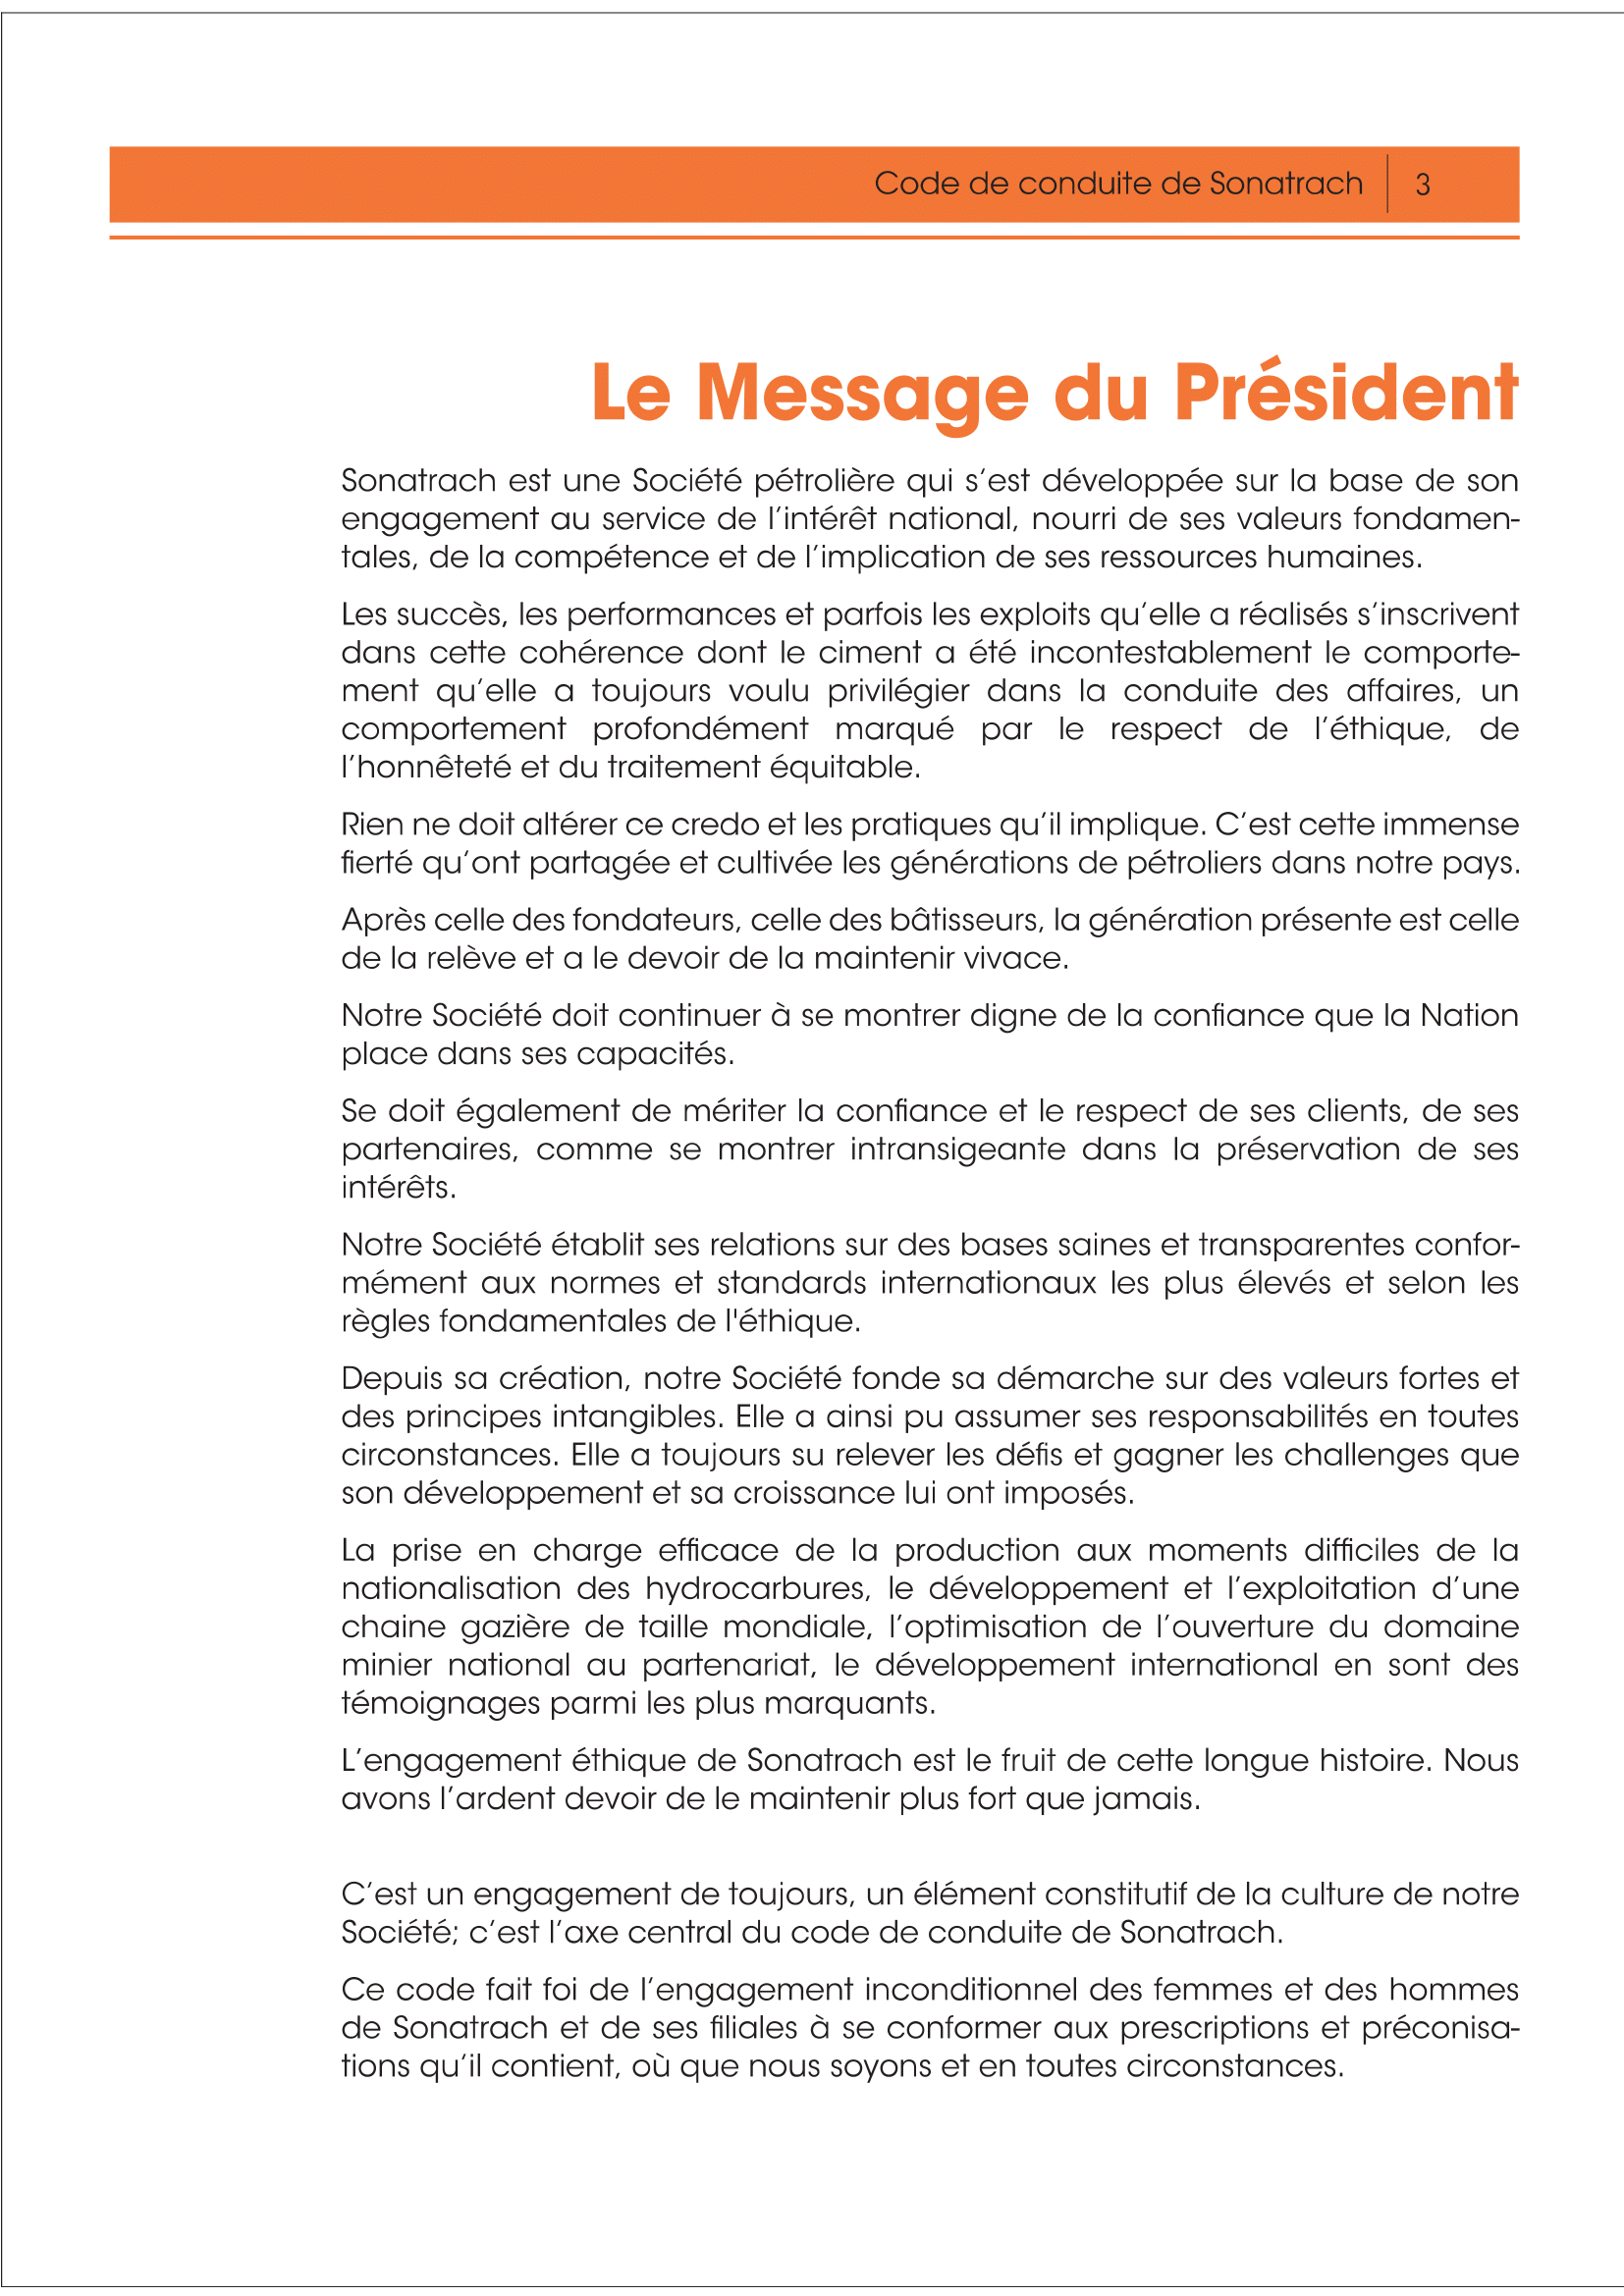 Code de conduite de Sonatrach 3
Le Message du Président
Sonatrach est une Société pétrolière qui s’est développée sur la base de son
engagement au service de l’intérêt national, nourri de ses valeurs fondamen-
tales, de la compétence et de l’implication de ses ressources humaines.
Les succès, les performances et parfois les exploits qu’elle a réalisés s’inscrivent
dans cette cohérence dont le ciment a été incontestablement le comporte-
ment qu’elle a toujours voulu privilégier dans la conduite des affaires, un
comportement profondément marqué par le respect de l’éthique, de
l’honnêteté et du traitement équitable.
Rien ne doit altérer ce credo et les pratiques qu’il implique. C’est cette immense
fierté qu’ont partagée et cultivée les générations de pétroliers dans notre pays.
Après celle des fondateurs, celle des bâtisseurs, la génération présente est celle
de la relève et a le devoir de la maintenir vivace.
Notre Société doit continuer à se montrer digne de la confiance que la Nation
place dans ses capacités.
Se doit également de mériter la confiance et le respect de ses clients, de ses
partenaires, comme se montrer intransigeante dans la préservation de ses
intérêts.
Notre Société établit ses relations sur des bases saines et transparentes confor-
mément aux normes et standards internationaux les plus élevés et selon les
règles fondamentales de l'éthique.
Depuis sa création, notre Société fonde sa démarche sur des valeurs fortes et
des principes intangibles. Elle a ainsi pu assumer ses responsabilités en toutes
circonstances. Elle a toujours su relever les défis et gagner les challenges que
son développement et sa croissance lui ont imposés.
La prise en charge efficace de la production aux moments difficiles de la
nationalisation des hydrocarbures, le développement et l’exploitation d’une
chaine gazière de taille mondiale, l’optimisation de l’ouverture du domaine
minier national au partenariat, le développement international en sont des
témoignages parmi les plus marquants.
L’engagement éthique de Sonatrach est le fruit de cette longue histoire. Nous
avons l’ardent devoir de le maintenir plus fort que jamais.
C’est un engagement de toujours, un élément constitutif de la culture de notre
Société; c’est l’axe central du code de conduite de Sonatrach.
Ce code fait foi de l’engagement inconditionnel des femmes et des hommes
de Sonatrach et de ses filiales à se conformer aux prescriptions et préconisa-
tions qu’il contient, où que nous soyons et en toutes circonstances.